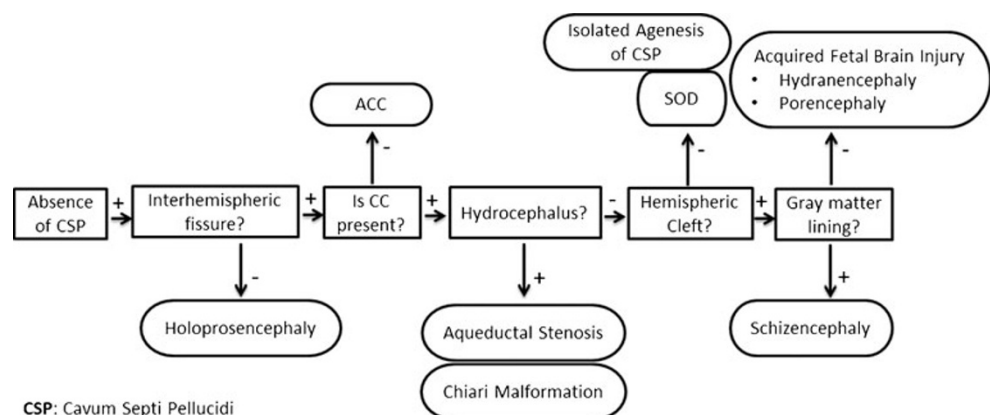 Isolated Agenesis
of CSP
SOD
Acquired Fetal Brain Injury
• Hydranencephaly
• Porencephaly
ACC
-
-
-
Absence
of CSP
+
Interhemispheric
fissure?
+
Is CC
present?
+
Hydrocephalus?
-
Hemispheric
Cleft?
+
Gray matter
lining?
-
+
+
Holoprosencephaly
Aqueductal Stenosis
Chiari Malformation
Schizencephaly
CSP: Cavum Septi Pellucidi